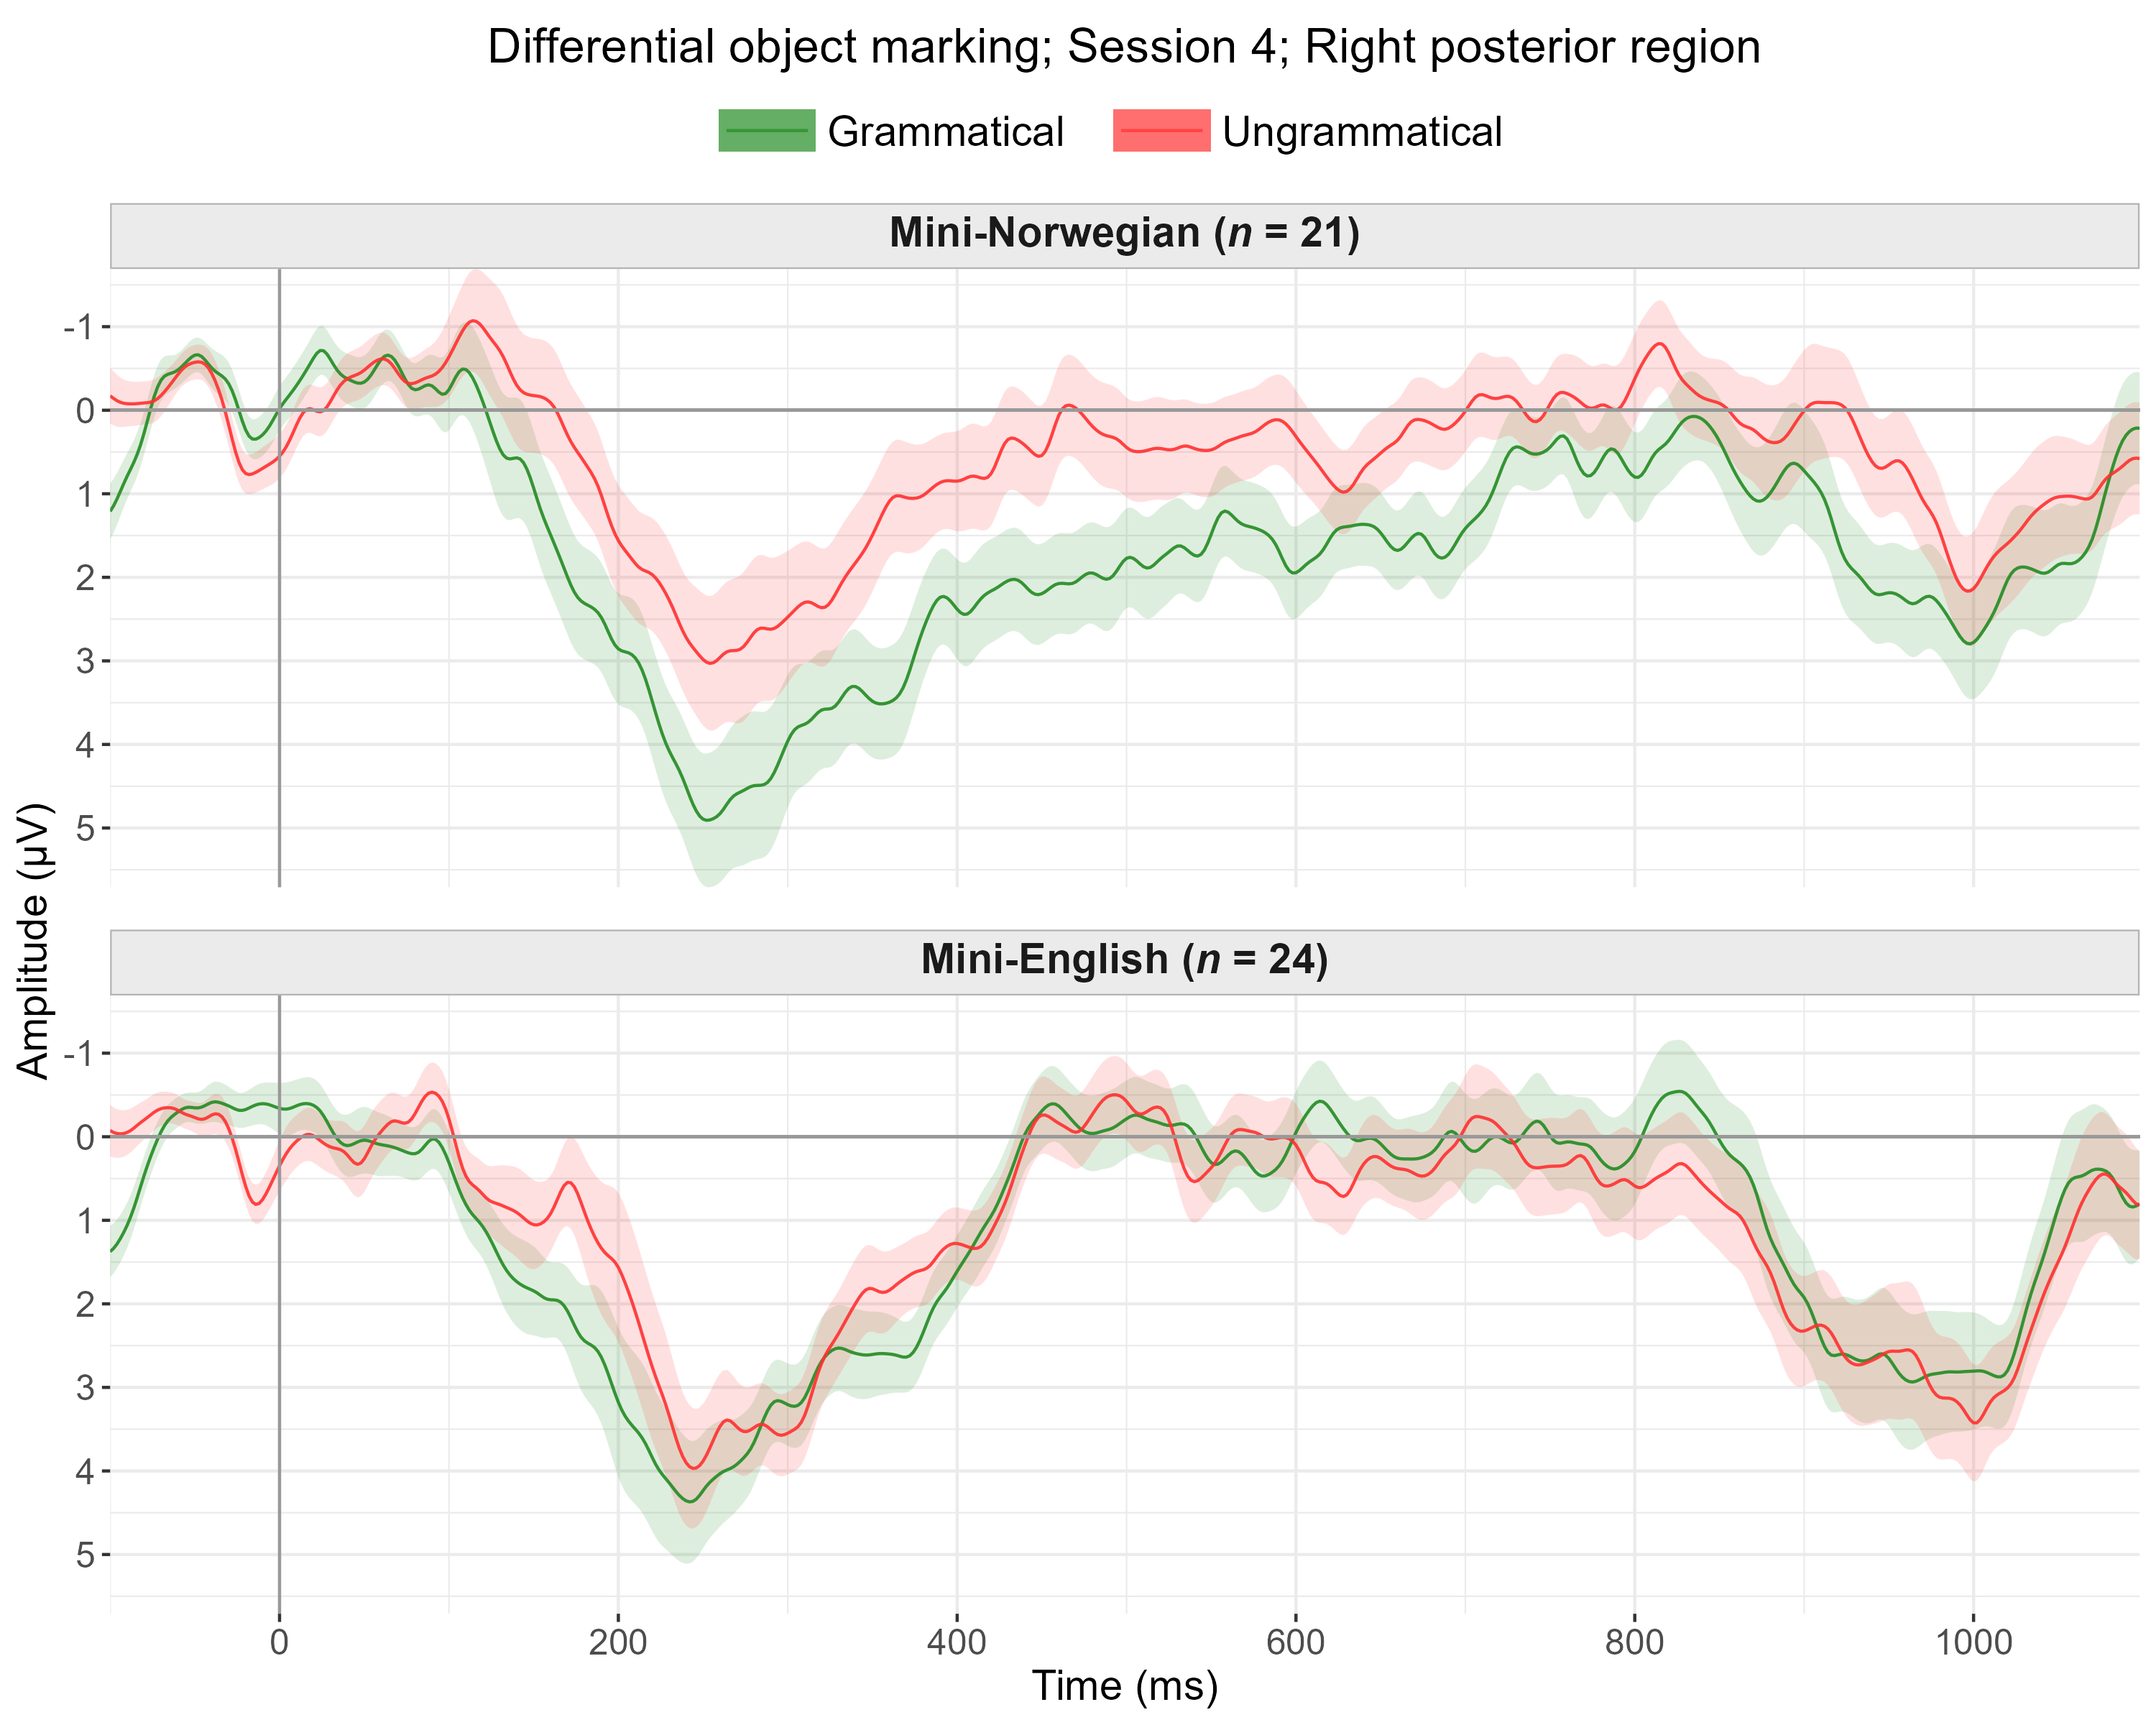 Differential object marking; Session 4; Right posterior region
Grammatical Ungrammatical
Mini-Norwegian (n = 21)
-1
0
1
2
3
4
5
Mini-English (n = 24)
-1
0
1
2
3
4
5
Amplitude (µV)
0 200 400 600 800 1000
Time (ms)